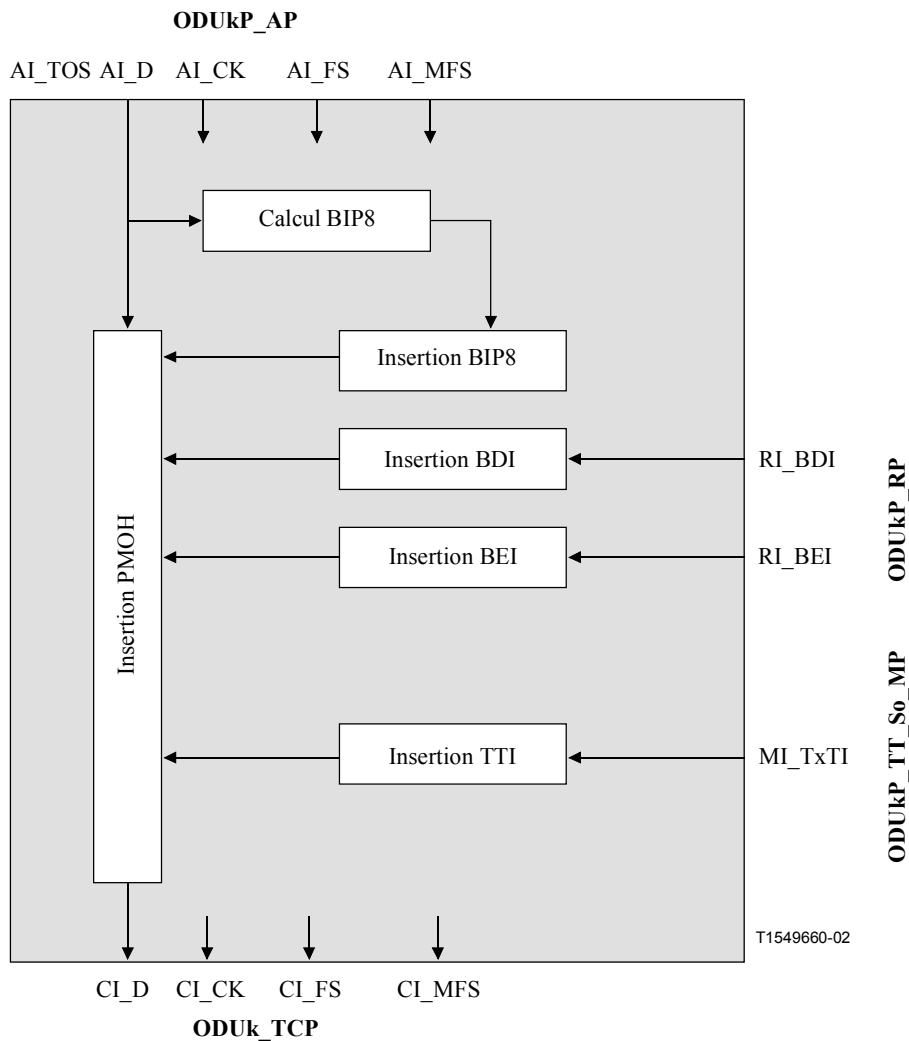 ODUkP_AP
AI_TOS AI_D AI_CK AI_FS AI_MFS
Calcul BIP8
Insertion BIP8
Insertion BDI
RI_BDI
Insertion BEI
RI_BEI
ODUkP_RP
Insertion PMOH
Insertion TTI
MI_TxTI
ODUkP_TT_So_MP
T1549660-02
CI_D CI_CK CI_FS CI_MFS
ODUk_TCP